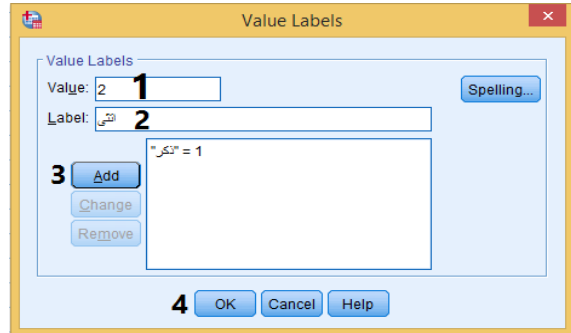 Value Labels
Value Labels
Value: 2 1
Spelling...
Label: انثى 2
1 = "ذكر"
3 Add
Change
Remove
4 OK Cancel Help